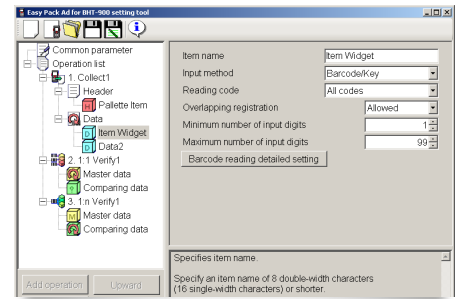 Easy Pack Ad for BHT-900 setting tool
Common parameter
Operation list
1. Collect1
Header
H
Pallette Item
Data
D
Item Widget
D
Data2
2. 1:1 Verify1
Master data
Comparing data
3. 1:n Verify1
M
Master data
Comparing data
Add operation
Upward
Item name
Item Widget
Input method
Barcode/Key
Reading code
All codes
Overlapping registration
Allowed
Minimum number of input digits
1
Maximum number of input digits
99
Barcode reading detailed setting
Specifies item name.
Specify an item name of 8 double-width characters
(16 single-width characters) or shorter.